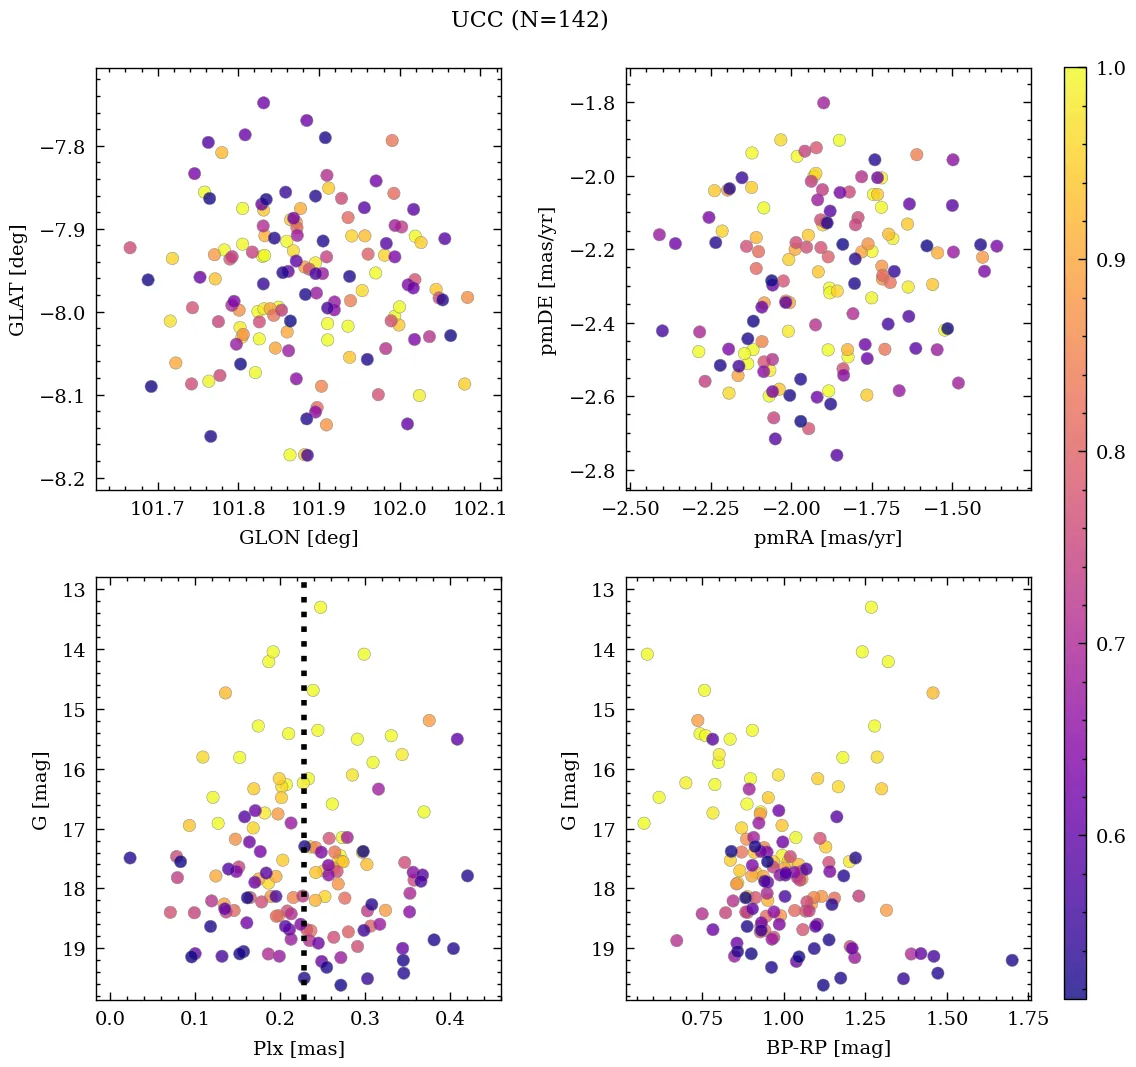 UCC (N=142)
−7.8
−7.9
−8.0
−8.1
−8.2
GLAT [deg]
101.7 101.8 101.9 102.0 102.1
GLON [deg]
−1.8
−2.0
−2.2
−2.4
−2.6
−2.8
pmDE [mas/yr]
−2.50 −2.25 −2.00 −1.75 −1.50
pmRA [mas/yr]
1.0
0.9
0.8
0.7
0.6
13
14
15
16
17
18
19
G [mag]
0.0 0.1 0.2 0.3 0.4
Plx [mas]
13
14
15
16
17
18
19
G [mag]
0.75 1.00 1.25 1.50 1.75
BP-RP [mag]